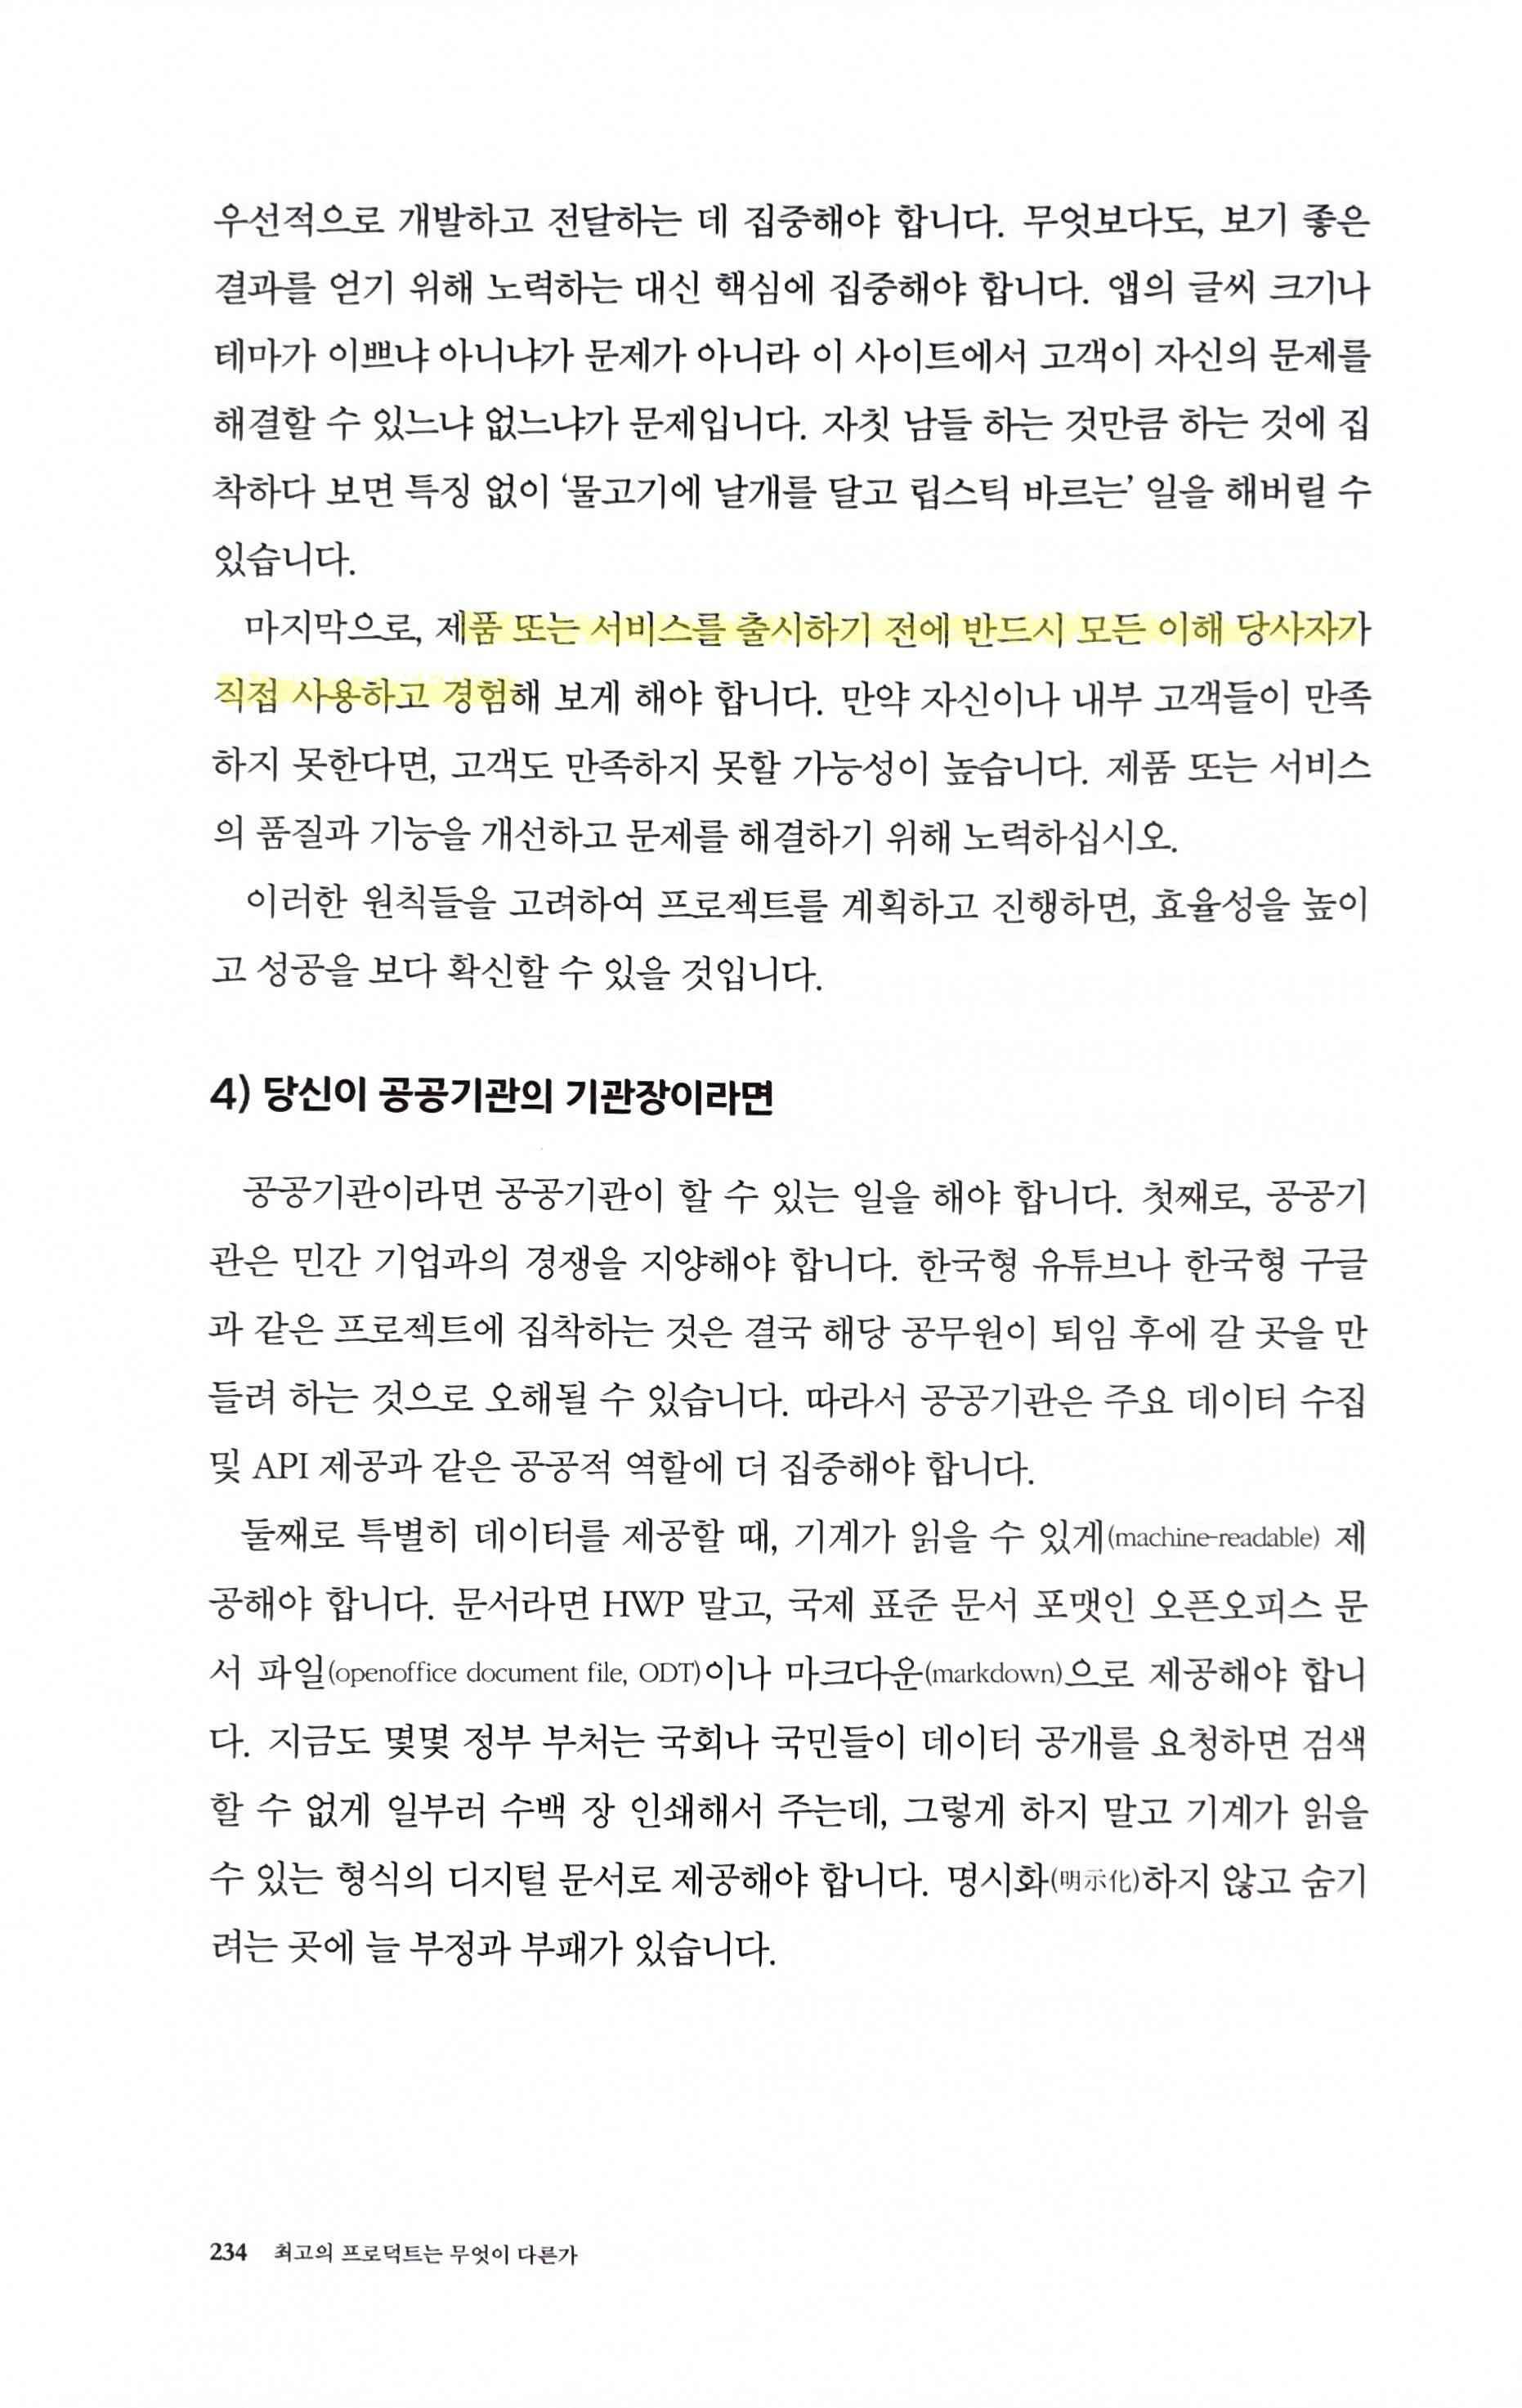 우선적으로 개발하고 전달하는 데 집중해야 합니다. 무엇보다도, 보기 좋은
결과를 얻기 위해 노력하는 대신 핵심에 집중해야 합니다. 앱의 글씨 크기나
테마가 이쁘냐 아니냐가 문제가 아니라 이 사이트에서 고객이 자신의 문제를
해결할 수 있느냐 없느냐가 문제입니다. 자칫 남들 하는 것만큼 하는 것에 집
착하다 보면 특징 없이 ‘물고기에 날개를 달고 립스틱 바르는’ 일을 해버릴 수
있습니다.
마지막으로, 제품 또는 서비스를 출시하기 전에 반드시 모든 이해 당사자가
직접 사용하고 경험해 보게 해야 합니다. 만약 자신이나 내부 고객들이 만족
하지 못한다면, 고객도 만족하지 못할 가능성이 높습니다. 제품 또는 서비스
의 품질과 기능을 개선하고 문제를 해결하기 위해 노력하십시오.
이러한 원칙들을 고려하여 프로젝트를 계획하고 진행하면, 효율성을 높이
고 성공을 보다 확신할 수 있을 것입니다.
4) 당신이 공공기관의 기관장이라면
공공기관이라면 공공기관이 할 수 있는 일을 해야 합니다. 첫째로, 공공기
관은 민간 기업과의 경쟁을 지양해야 합니다. 한국형 유튜브나 한국형 구글
과 같은 프로젝트에 집착하는 것은 결국 해당 공무원이 퇴임 후에 갈 곳을 만
들려 하는 것으로 오해될 수 있습니다. 따라서 공공기관은 주요 데이터 수집
및 API 제공과 같은 공공적 역할에 더 집중해야 합니다.
둘째로 특별히 데이터를 제공할 때, 기계가 읽을 수 있게(machine-readable) 제
공해야 합니다. 문서라면 HWP 말고, 국제 표준 문서 포맷인 오픈오피스 문
서 파일(openoffice document file, ODT)이나 마크다운(markdown)으로 제공해야 합니
다. 지금도 몇몇 정부 부처는 국회나 국민들이 데이터 공개를 요청하면 검색
할 수 없게 일부러 수백 장 인쇄해서 주는데, 그렇게 하지 말고 기계가 읽을
수 있는 형식의 디지털 문서로 제공해야 합니다. 명시화(明示化)하지 않고 숨기
려는 곳에 늘 부정과 부패가 있습니다.
234 최고의 프로덕트는 무엇이 다른가